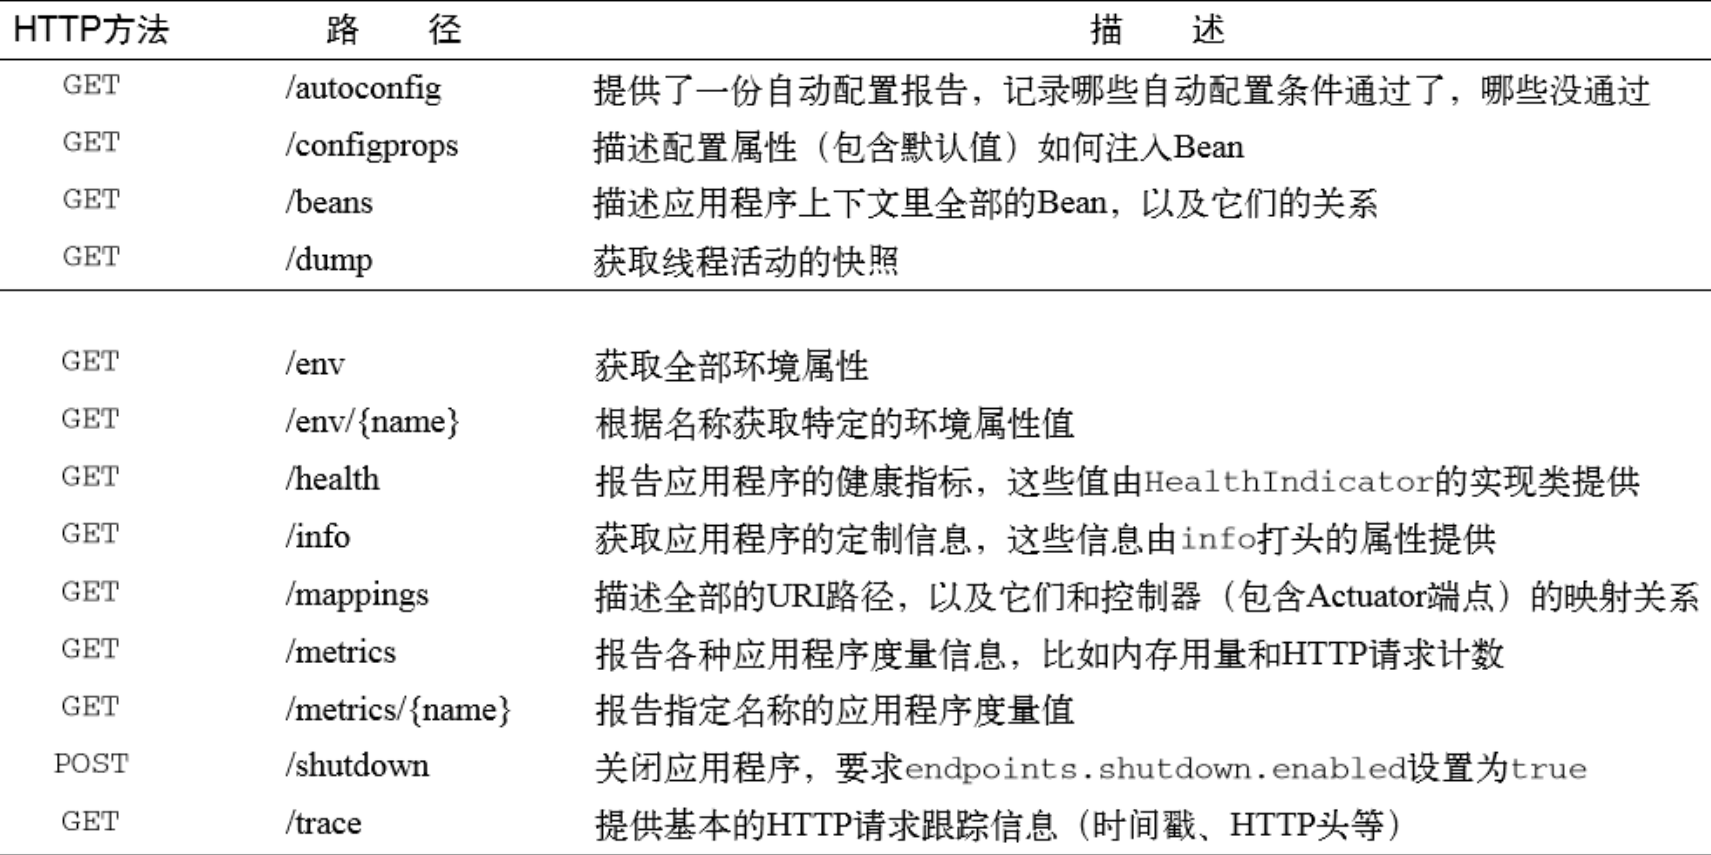 HTTP方法 路 径 描 述
GET /autoconfig 提供了一份自动配置报告，记录哪些自动配置条件通过了，哪些没通过
GET /configprops 描述配置属性（包含默认值）如何注入Bean
GET /beans 描述应用程序上下文里全部的Bean，以及它们的关系
GET /dump 获取线程活动的快照
GET /env 获取全部环境属性
GET /env/{name} 根据名称获取特定的环境属性值
GET /health 报告应用程序的健康指标，这些值由HealthIndicator的实现类提供
GET /info 获取应用程序的定制信息，这些信息由info打头的属性提供
GET /mappings 描述全部的URI路径，以及它们和控制器（包含Actuator端点）的映射关系
GET /metrics 报告各种应用程序度量信息，比如内存用量和HTTP请求计数
GET /metrics/{name} 报告指定名称的应用程序度量值
POST /shutdown 关闭应用程序，要求endpoints.shutdown.enabled设置为true
GET /trace 提供基本的HTTP请求跟踪信息（时间戳、HTTP头等）